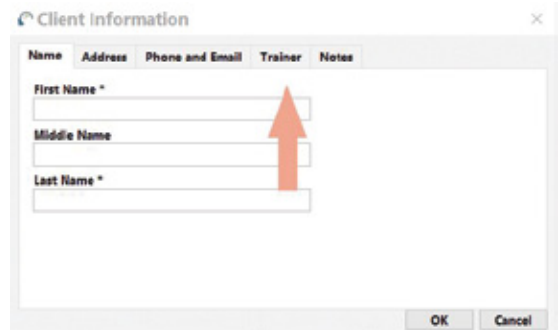 Client Information
Name Address Phone and Email Trainer Notes
First Name *
Middle Name
Last Name *
OK Cancel